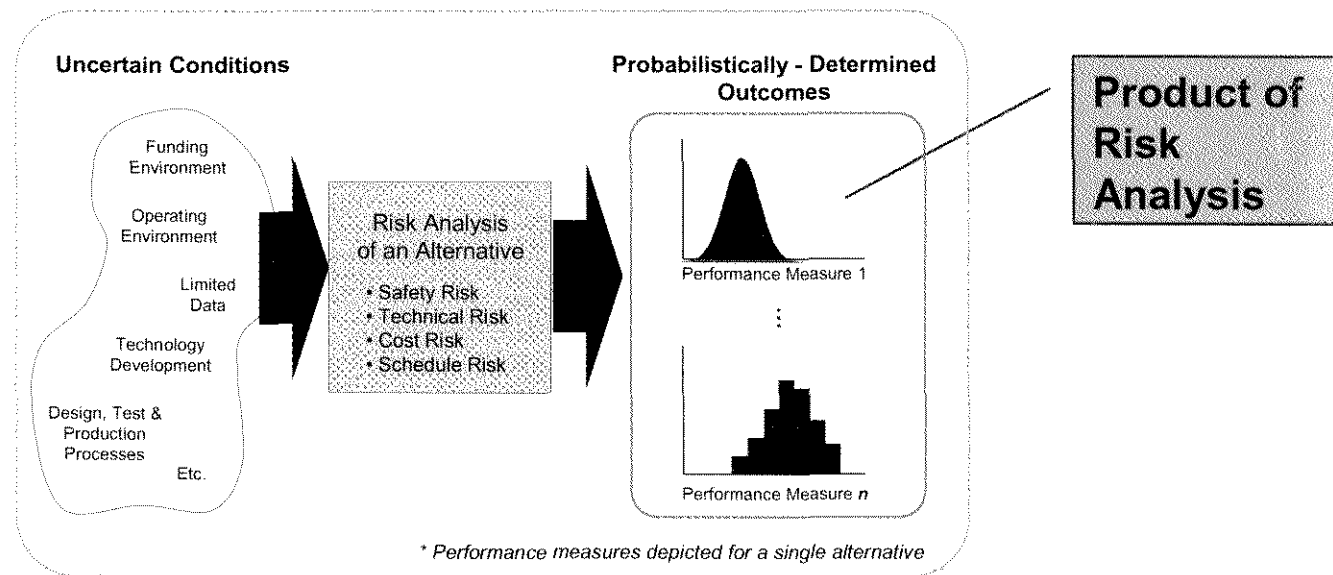 Uncertain Conditions
Funding
Environment
Operating
Environment
Limited
Data
Technology
Development
Design, Test &
Production
Processes
Etc.
Risk Analysis
of an Alternative
• Safety Risk
• Technical Risk
• Cost Risk
• Schedule Risk
Probabilistically - Determined
Outcomes
Performance Measure 1
⋮
Performance Measure n
* Performance measures depicted for a single alternative
Product of
Risk
Analysis